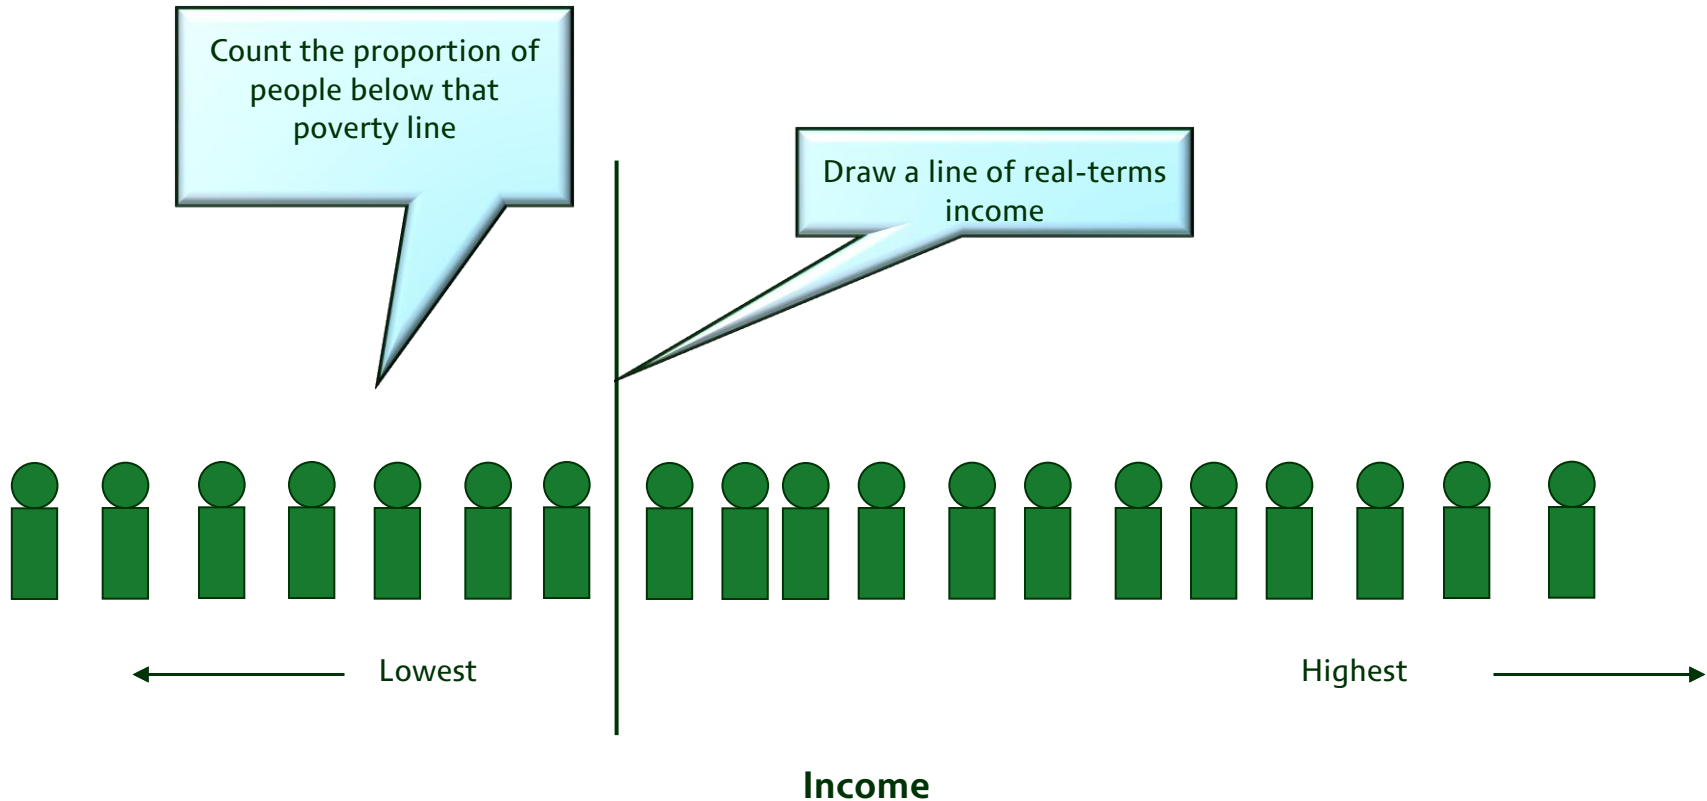 Count the proportion of
people below that
poverty line
Draw a line of real-terms
income
Lowest
Highest
Income